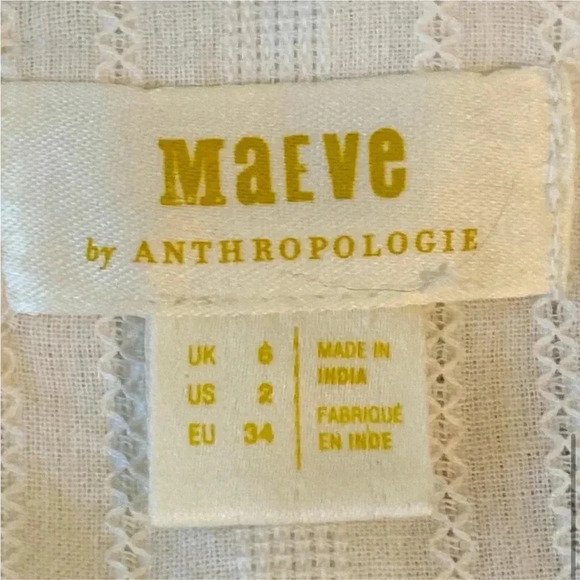 MaEve
by ANTHROPOLOGIE
UK 6
US 2
EU 34
MADE IN
INDIA
FABRIQUÉ
EN INDE